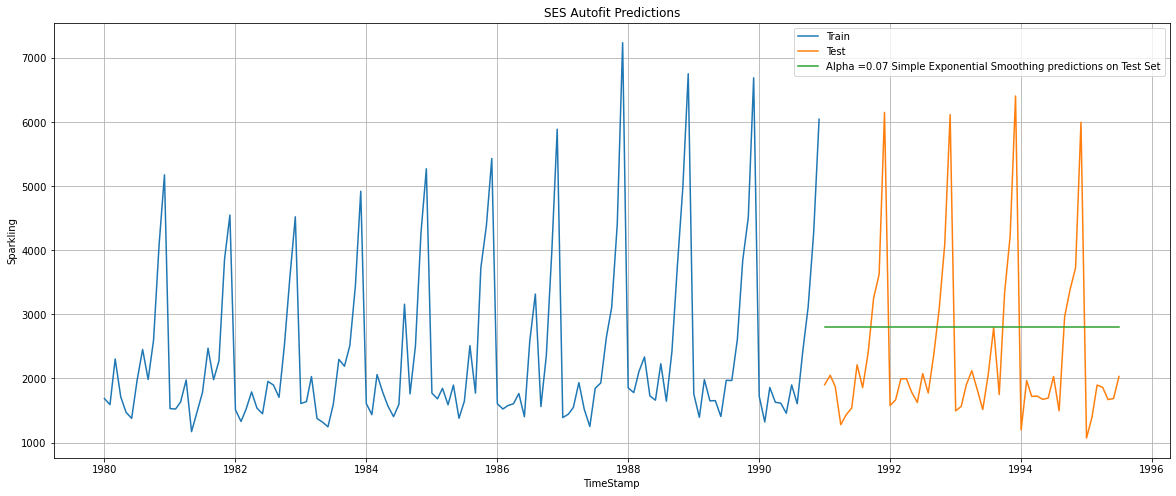 SES Autofit Predictions
Train
Test
Alpha =0.07 Simple Exponential Smoothing predictions on Test Set
7000
6000
5000
4000
3000
2000
1000
Sparkling
1980
1982
1984
1986
1988
1990
1992
1994
1996
TimeStamp